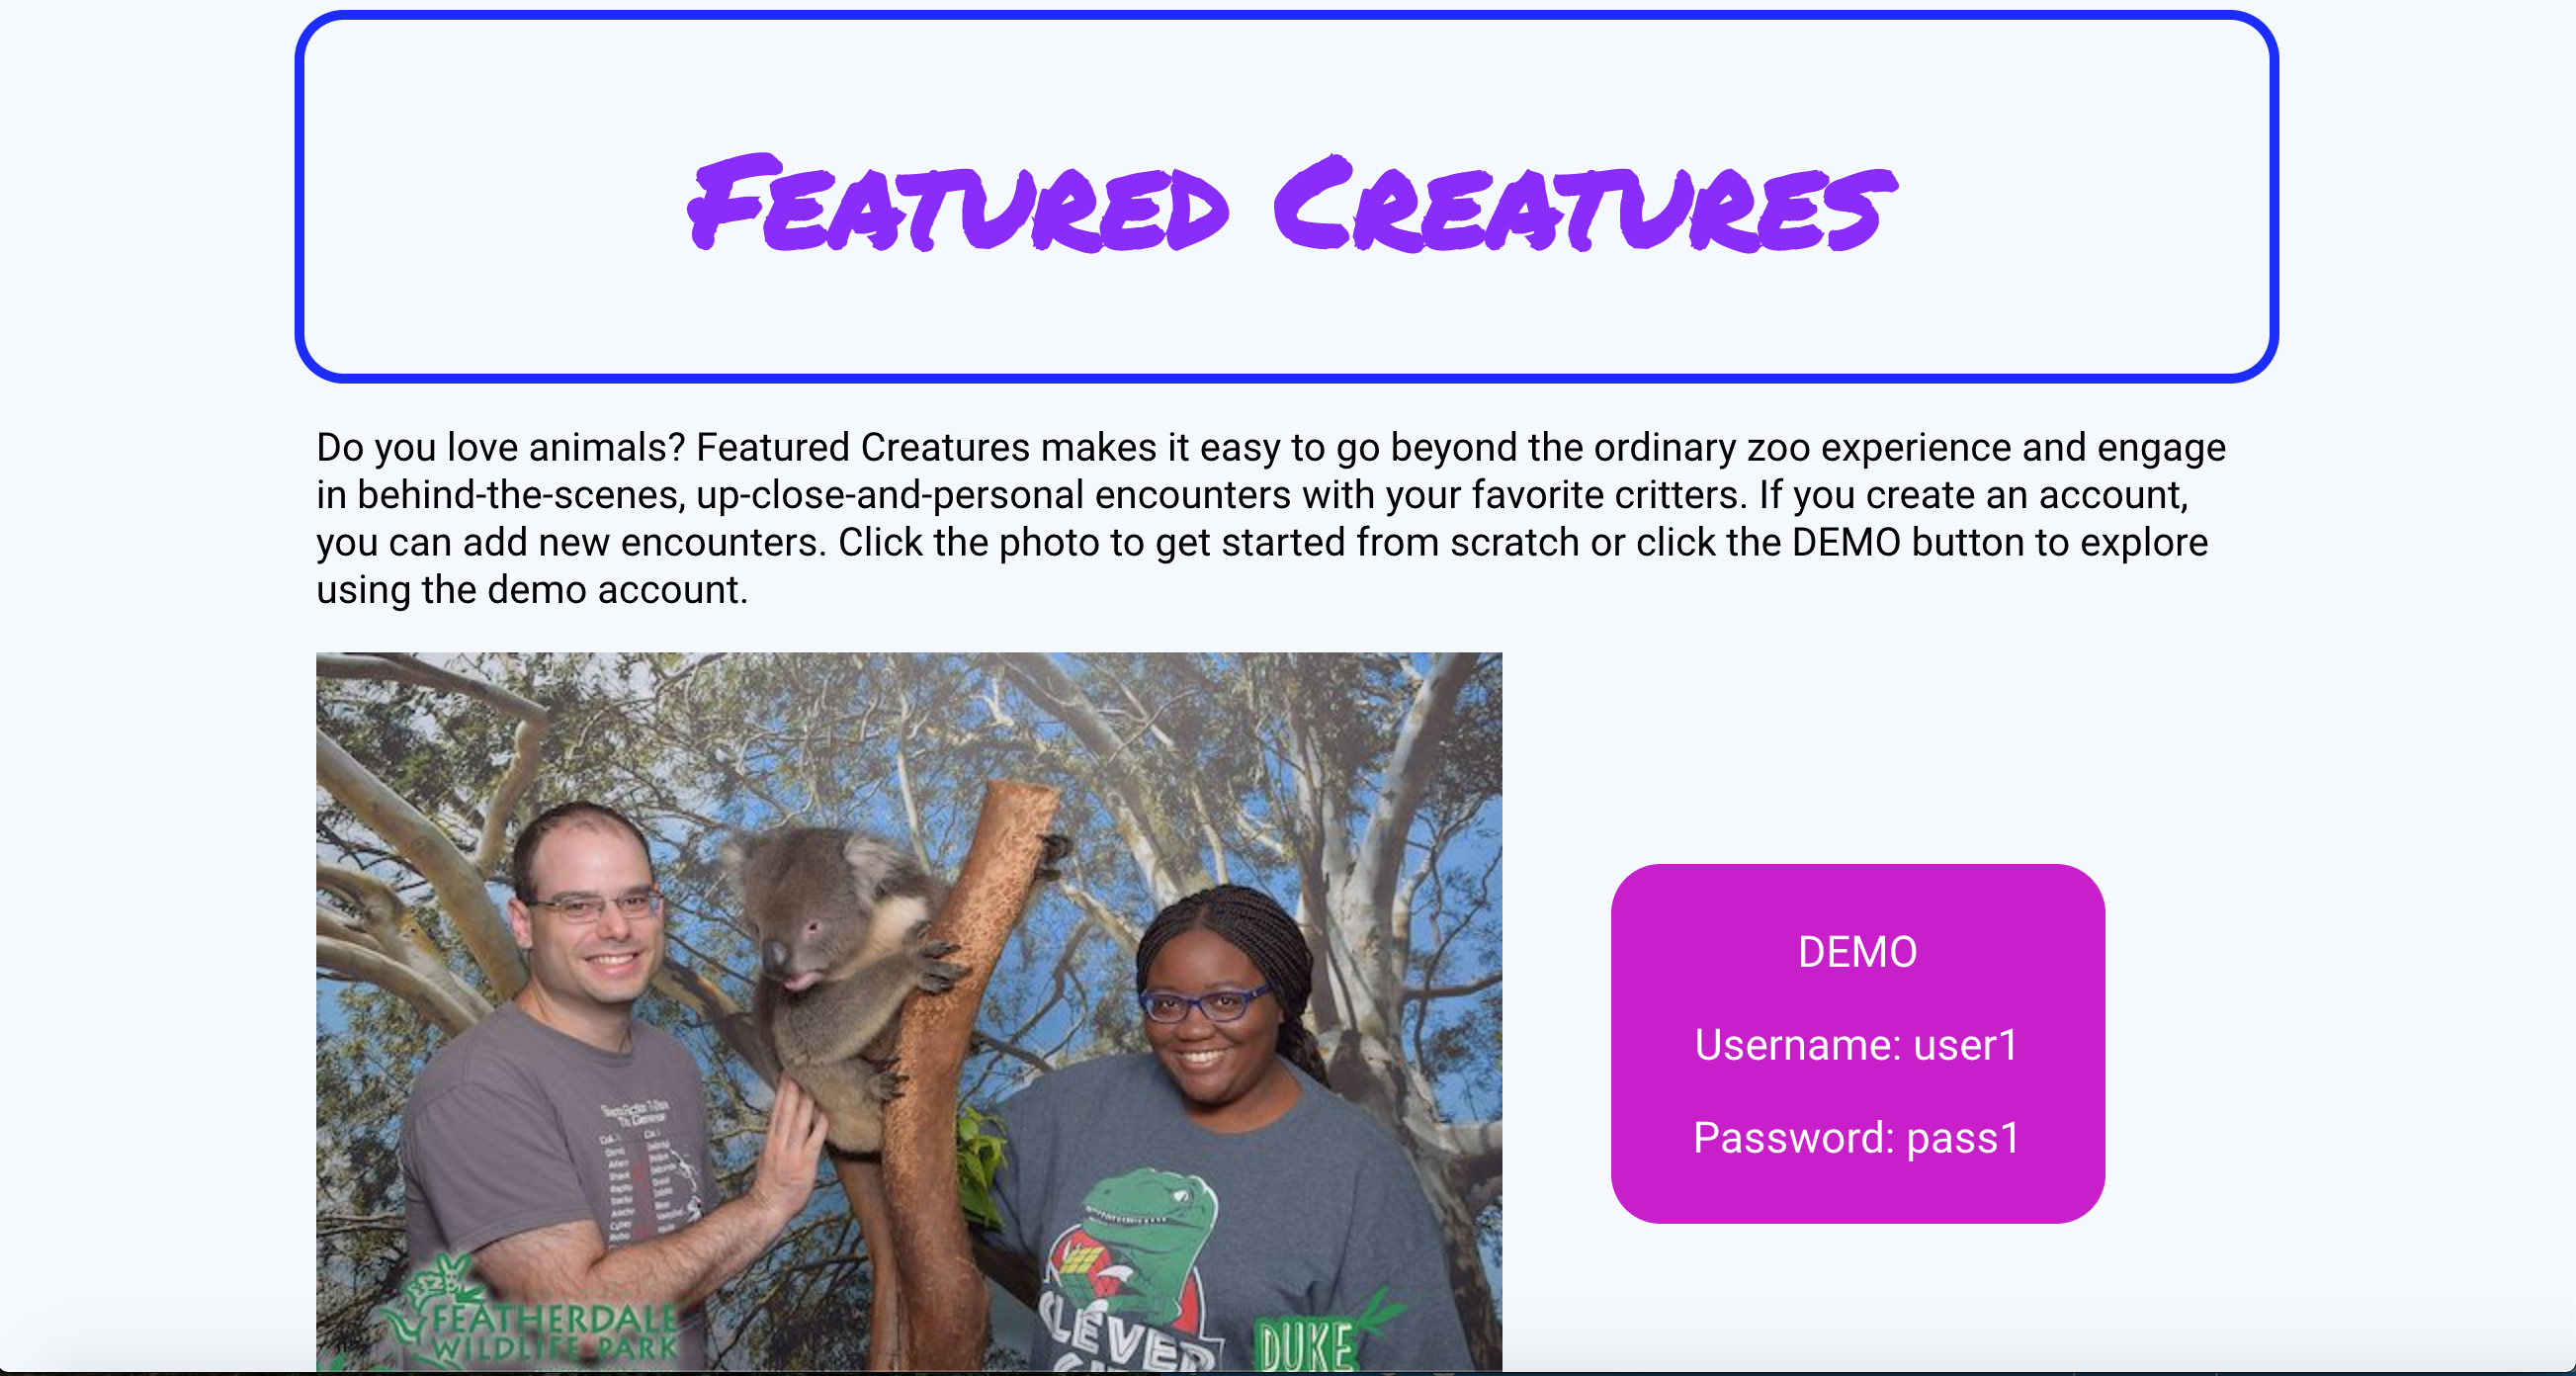 Featured Creatures
Do you love animals? Featured Creatures makes it easy to go beyond the ordinary zoo experience and engage
in behind-the-scenes, up-close-and-personal encounters with your favorite critters. If you create an account,
you can add new encounters. Click the photo to get started from scratch or click the DEMO button to explore
using the demo account.
DEMO
Username: user1
Password: pass1
FEATHERDALE
WILDLIFE PARK
CLEVER
DUKE